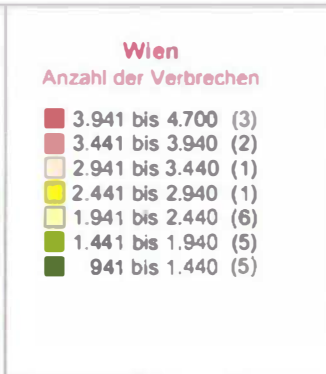 Wien
Anzahl der Verbrechen
3.941 bis 4.700 (3)
3.441 bis 3.940 (2)
2.941 bis 3.440 (1)
2.441 bis 2.940 (1)
1.941 bis 2.440 (6)
1.441 bis 1.940 (5)
941 bis 1.440 (5)